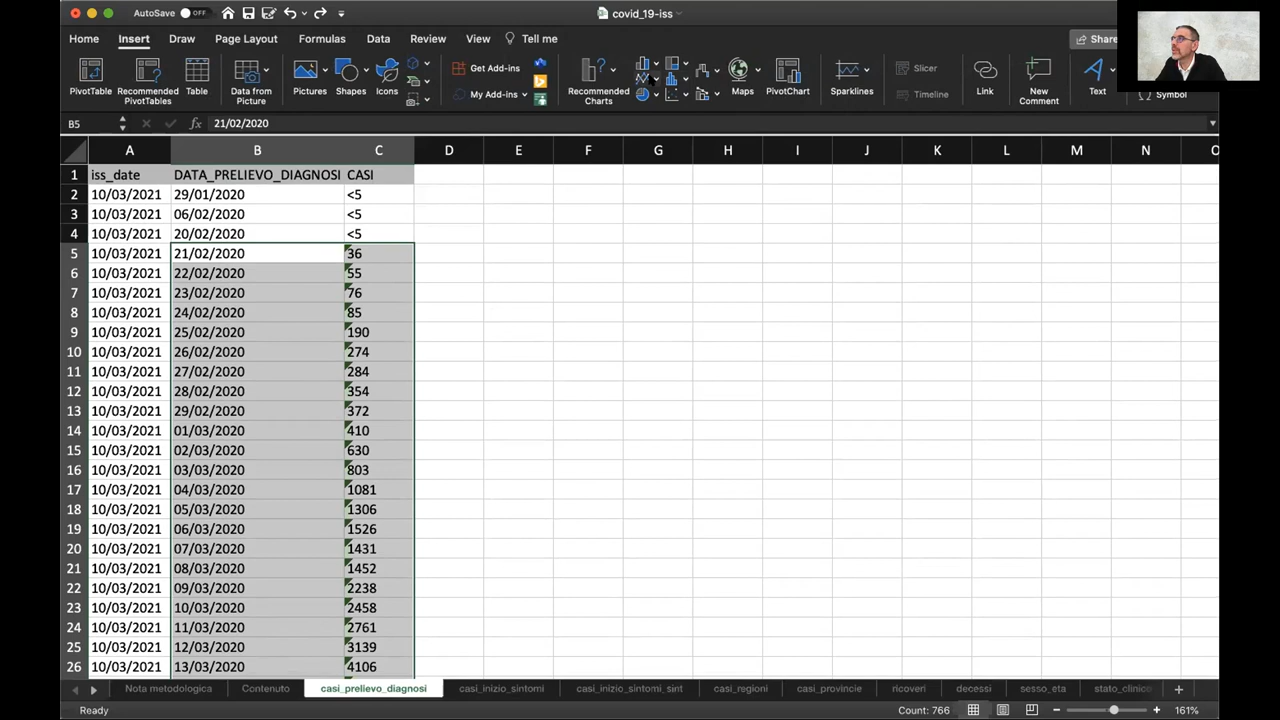 AutoSave OFF covid_19-iss
Home Insert Draw Page Layout Formulas Data Review View Tell me Share
PivotTable Recommended PivotTables Table Data from Picture Pictures Shapes Icons Get Add-ins My Add-ins Recommended Charts Maps PivotChart Sparklines Slicer Timeline Link New Comment Text Symbol
B5 fx 21/02/2020
A B C D E F G H I J K L M N O
1 iss_date DATA_PRELIEVO_DIAGNOSI CASI
2 10/03/2021 29/01/2020 <5
3 10/03/2021 06/02/2020 <5
4 10/03/2021 20/02/2020 <5
5 10/03/2021 21/02/2020 36
6 10/03/2021 22/02/2020 55
7 10/03/2021 23/02/2020 76
8 10/03/2021 24/02/2020 85
9 10/03/2021 25/02/2020 190
10 10/03/2021 26/02/2020 274
11 10/03/2021 27/02/2020 284
12 10/03/2021 28/02/2020 354
13 10/03/2021 29/02/2020 372
14 10/03/2021 01/03/2020 410
15 10/03/2021 02/03/2020 630
16 10/03/2021 03/03/2020 803
17 10/03/2021 04/03/2020 1081
18 10/03/2021 05/03/2020 1306
19 10/03/2021 06/03/2020 1526
20 10/03/2021 07/03/2020 1431
21 10/03/2021 08/03/2020 1452
22 10/03/2021 09/03/2020 2238
23 10/03/2021 10/03/2020 2458
24 10/03/2021 11/03/2020 2761
25 10/03/2021 12/03/2020 3139
26 10/03/2021 13/03/2020 4106
Nota metodologica Contenuto casi_prelievo_diagnosi casi_inizio_sintomi casi_inizio_sintomi_sint casi_regioni casi_provincie ricoveri decessi sesso_eta stato_clinico
Ready Count: 766 161%